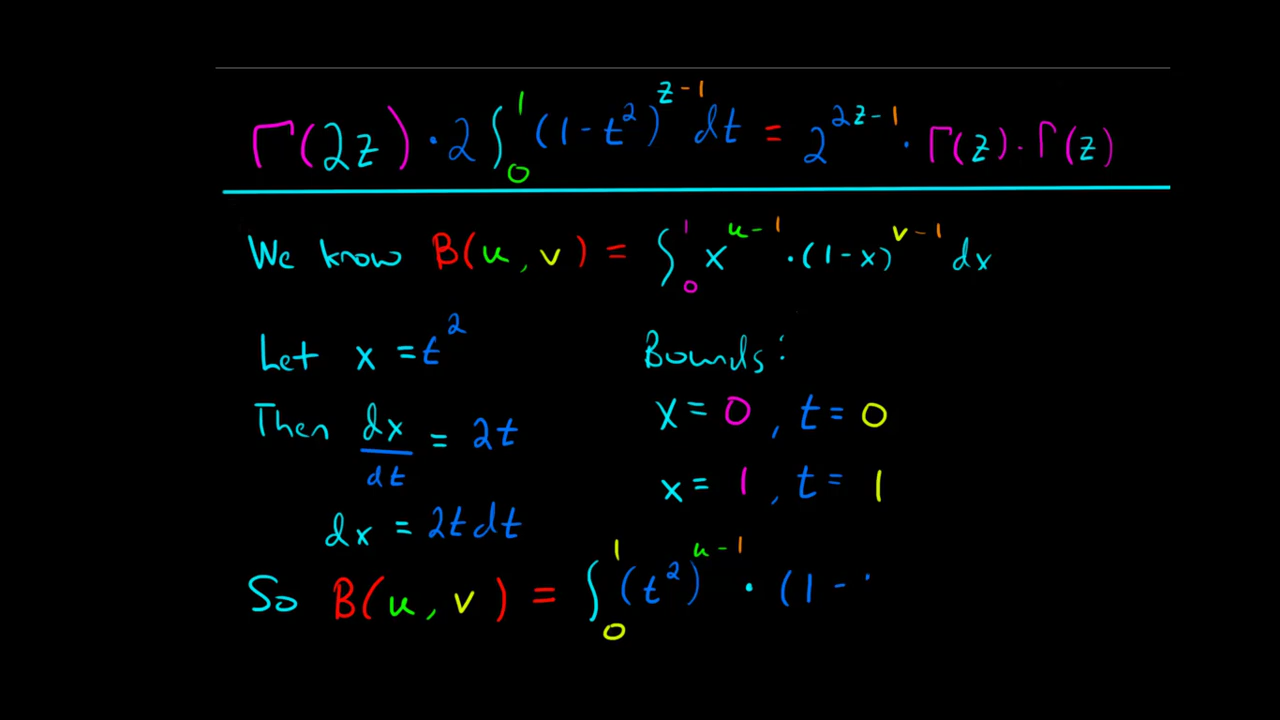 Γ(2z) · 2 ∫₀¹ (1 - t²)^(z-1) dt = 2^(2z-1) · Γ(z) · Γ(z)
We know B(u, v) = ∫₀¹ x^(u-1) · (1-x)^(v-1) dx
Let x = t²
Then dx/dt = 2t
dx = 2t dt
Bounds:
x = 0, t = 0
x = 1, t = 1
So B(u, v) = ∫₀¹ (t²)^(u-1) · (1 -